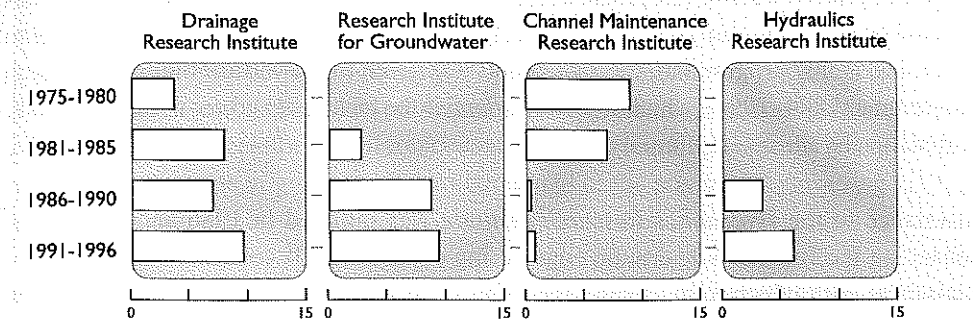 Drainage
Research Institute
Research Institute
for Groundwater
Channel Maintenance
Research Institute
Hydraulics
Research Institute
1975-1980
1981-1985
1986-1990
1991-1996
0 15 0 15 0 15 0 15